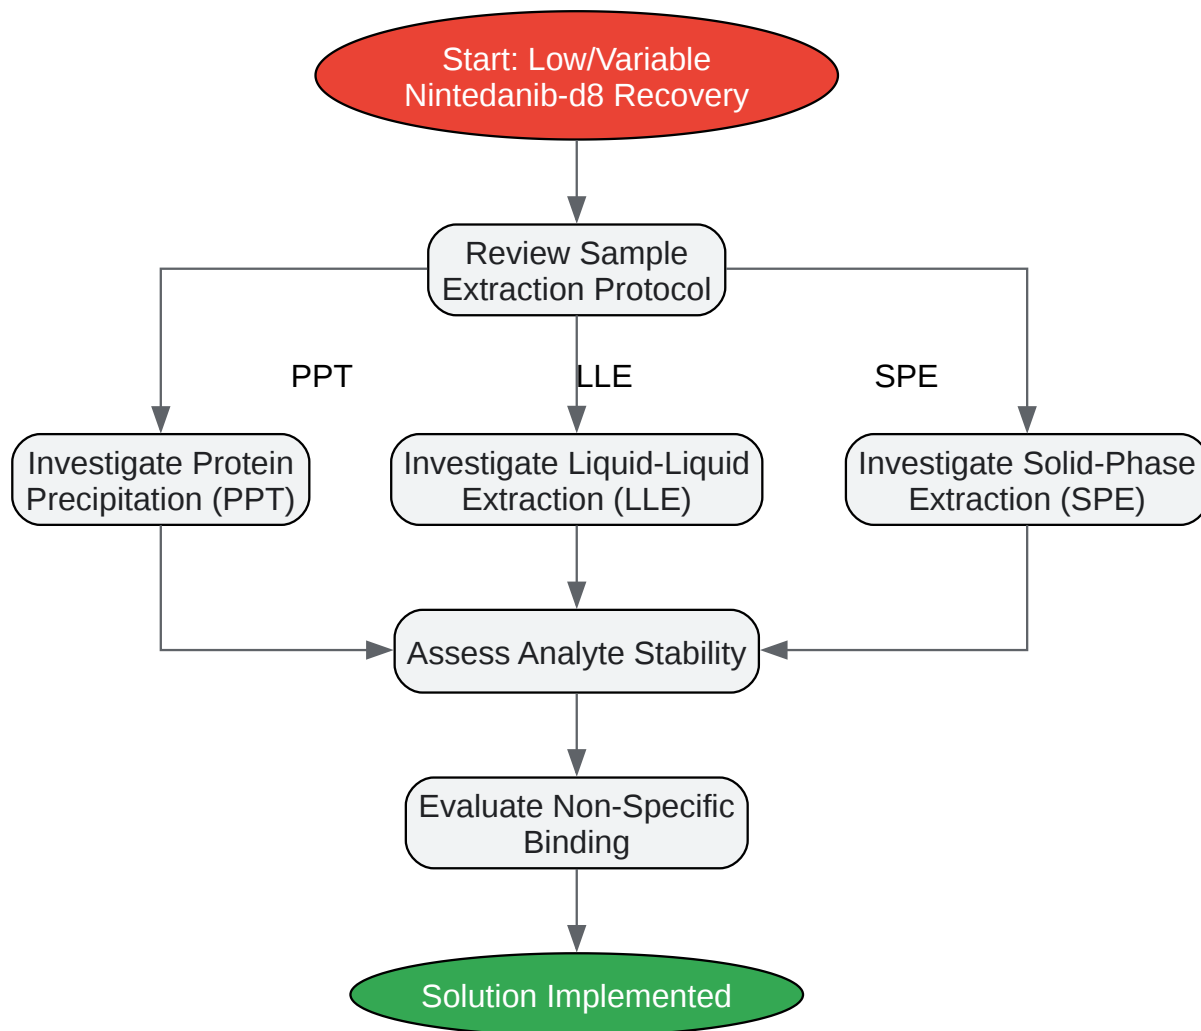 Start: Low/Variable
Nintedanib-d8 Recovery
Review Sample
Extraction Protocol
PPT
LLE
SPE
Investigate Protein
Precipitation (PPT)
Investigate Liquid-Liquid
Extraction (LLE)
Investigate Solid-Phase
Extraction (SPE)
Assess Analyte Stability
Evaluate Non-Specific
Binding
Solution Implemented